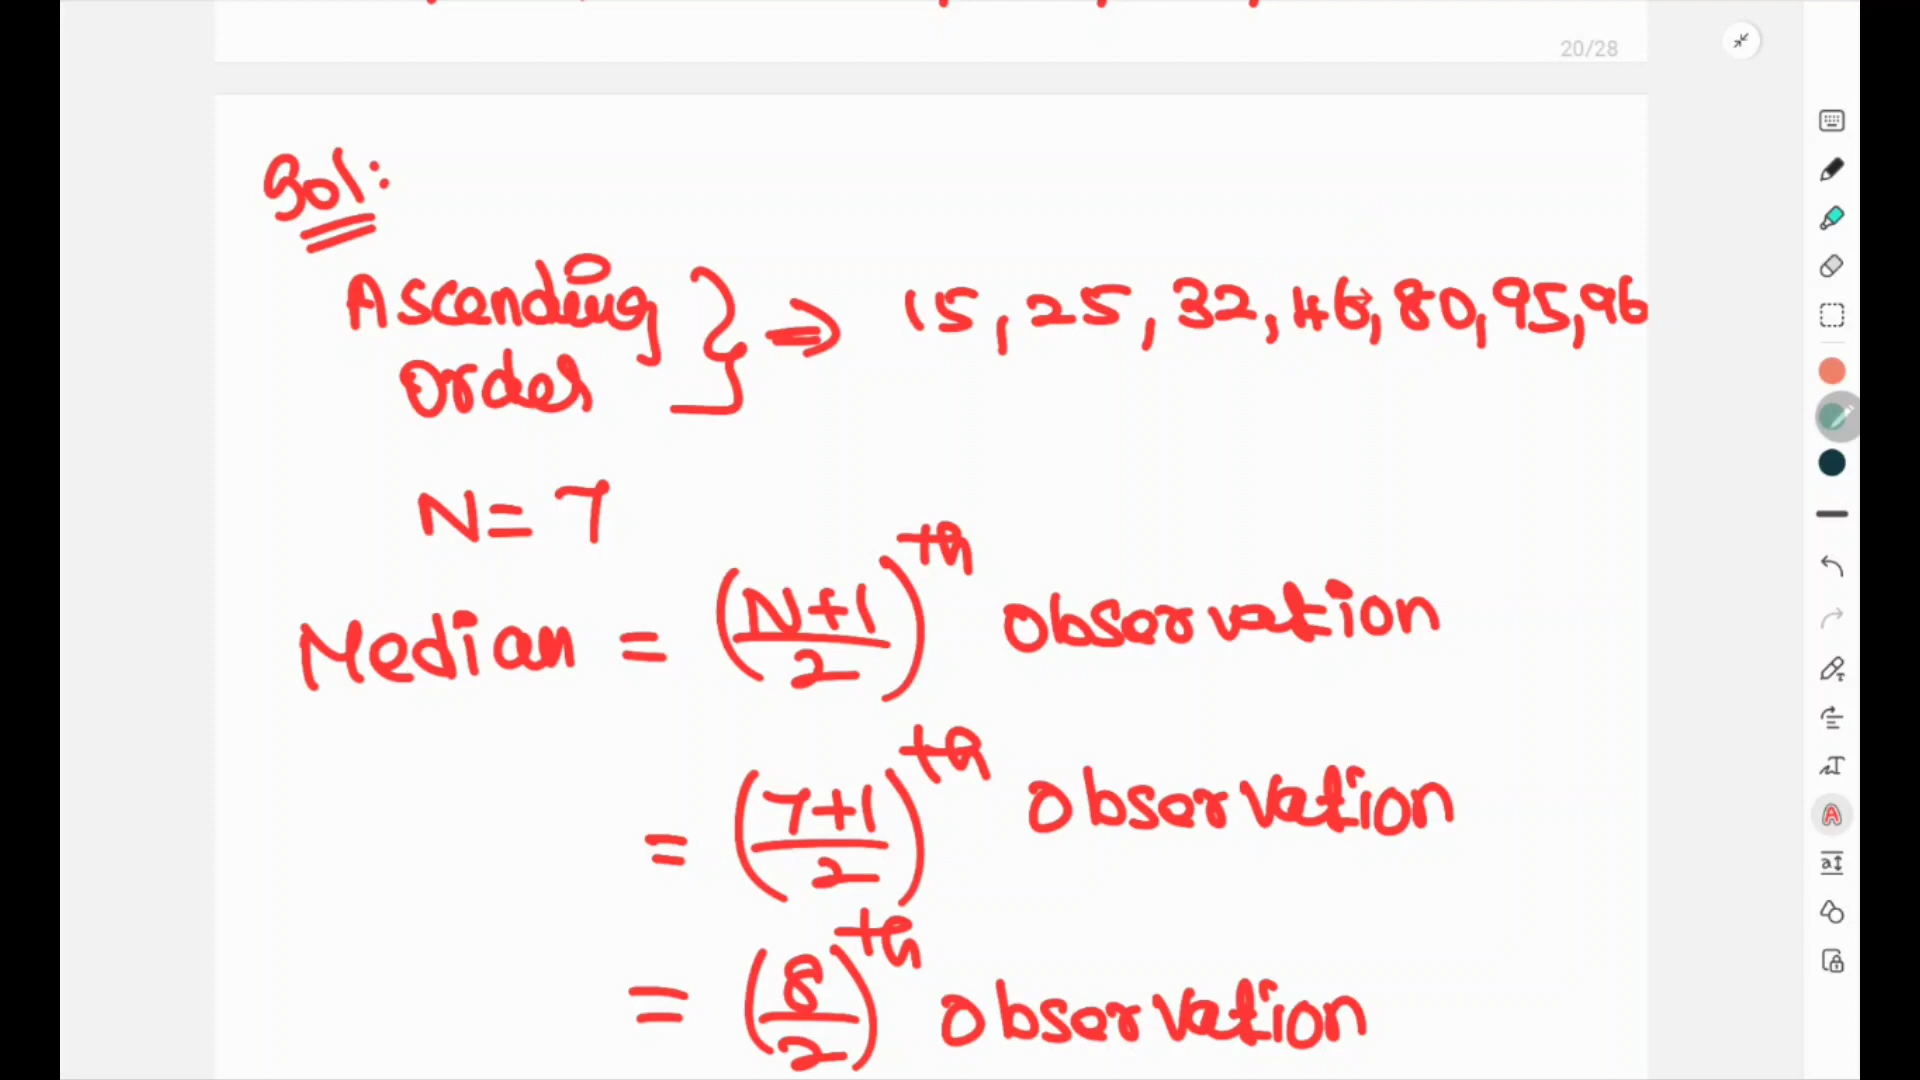 20/28
Sol:
Ascending Order } ⇒ 15, 25, 32, 46, 80, 95, 96
N = 7
Median = (N+1/2)th observation
= (7+1/2)th observation
= (8/2)th observation